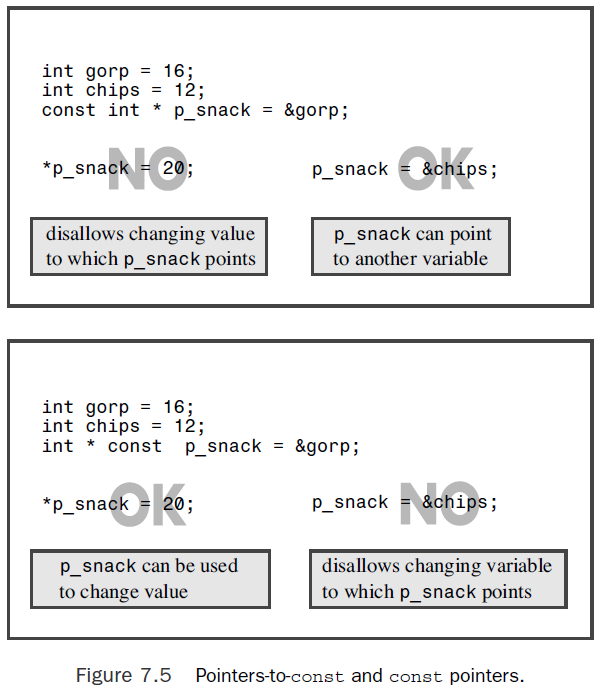 int gorp = 16;
int chips = 12;
const int * p_snack = &gorp;
NO OK
*p_snack = 20; p_snack = &chips;
disallows changing value p_snack can point
to which p_snack points to another variable
int gorp = 16;
int chips = 12;
int * const  p_snack = &gorp;
OK NO
*p_snack = 20; p_snack = &chips;
p_snack can be used disallows changing variable
to change value to which p_snack points
Figure 7.5 Pointers-to-const and const pointers.